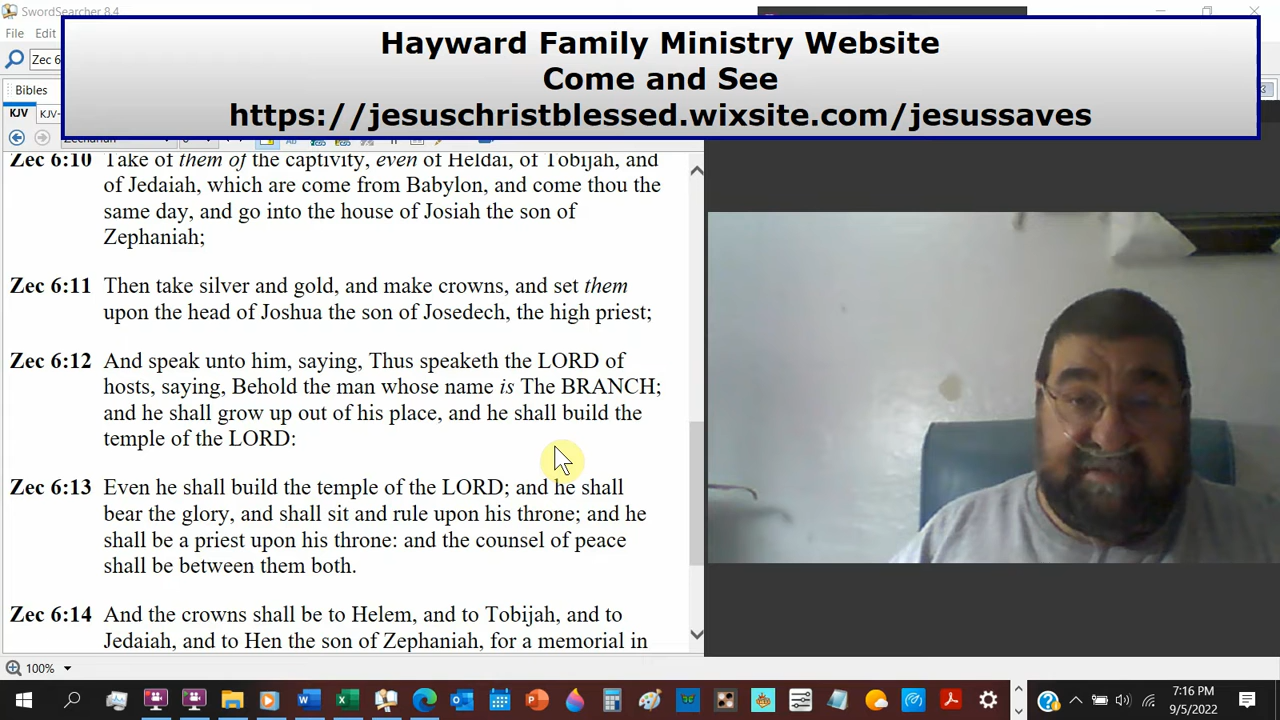 SwordSearcher 8.4
File Edit
Hayward Family Ministry Website
Come and See
https://jesuschristblessed.wixsite.com/jesussaves
Zec 6
Bibles
KJV KJV-
Zec 6:10 Take of them of the captivity, even of Heldai, of Tobijah, and
of Jedaiah, which are come from Babylon, and come thou the
same day, and go into the house of Josiah the son of
Zephaniah;
Zec 6:11 Then take silver and gold, and make crowns, and set them
upon the head of Joshua the son of Josedech, the high priest;
Zec 6:12 And speak unto him, saying, Thus speaketh the LORD of
hosts, saying, Behold the man whose name is The BRANCH;
and he shall grow up out of his place, and he shall build the
temple of the LORD:
Zec 6:13 Even he shall build the temple of the LORD; and he shall
bear the glory, and shall sit and rule upon his throne; and he
shall be a priest upon his throne: and the counsel of peace
shall be between them both.
Zec 6:14 And the crowns shall be to Helem, and to Tobijah, and to
Jedaiah, and to Hen the son of Zephaniah, for a memorial in
100%
7:16 PM
9/5/2022